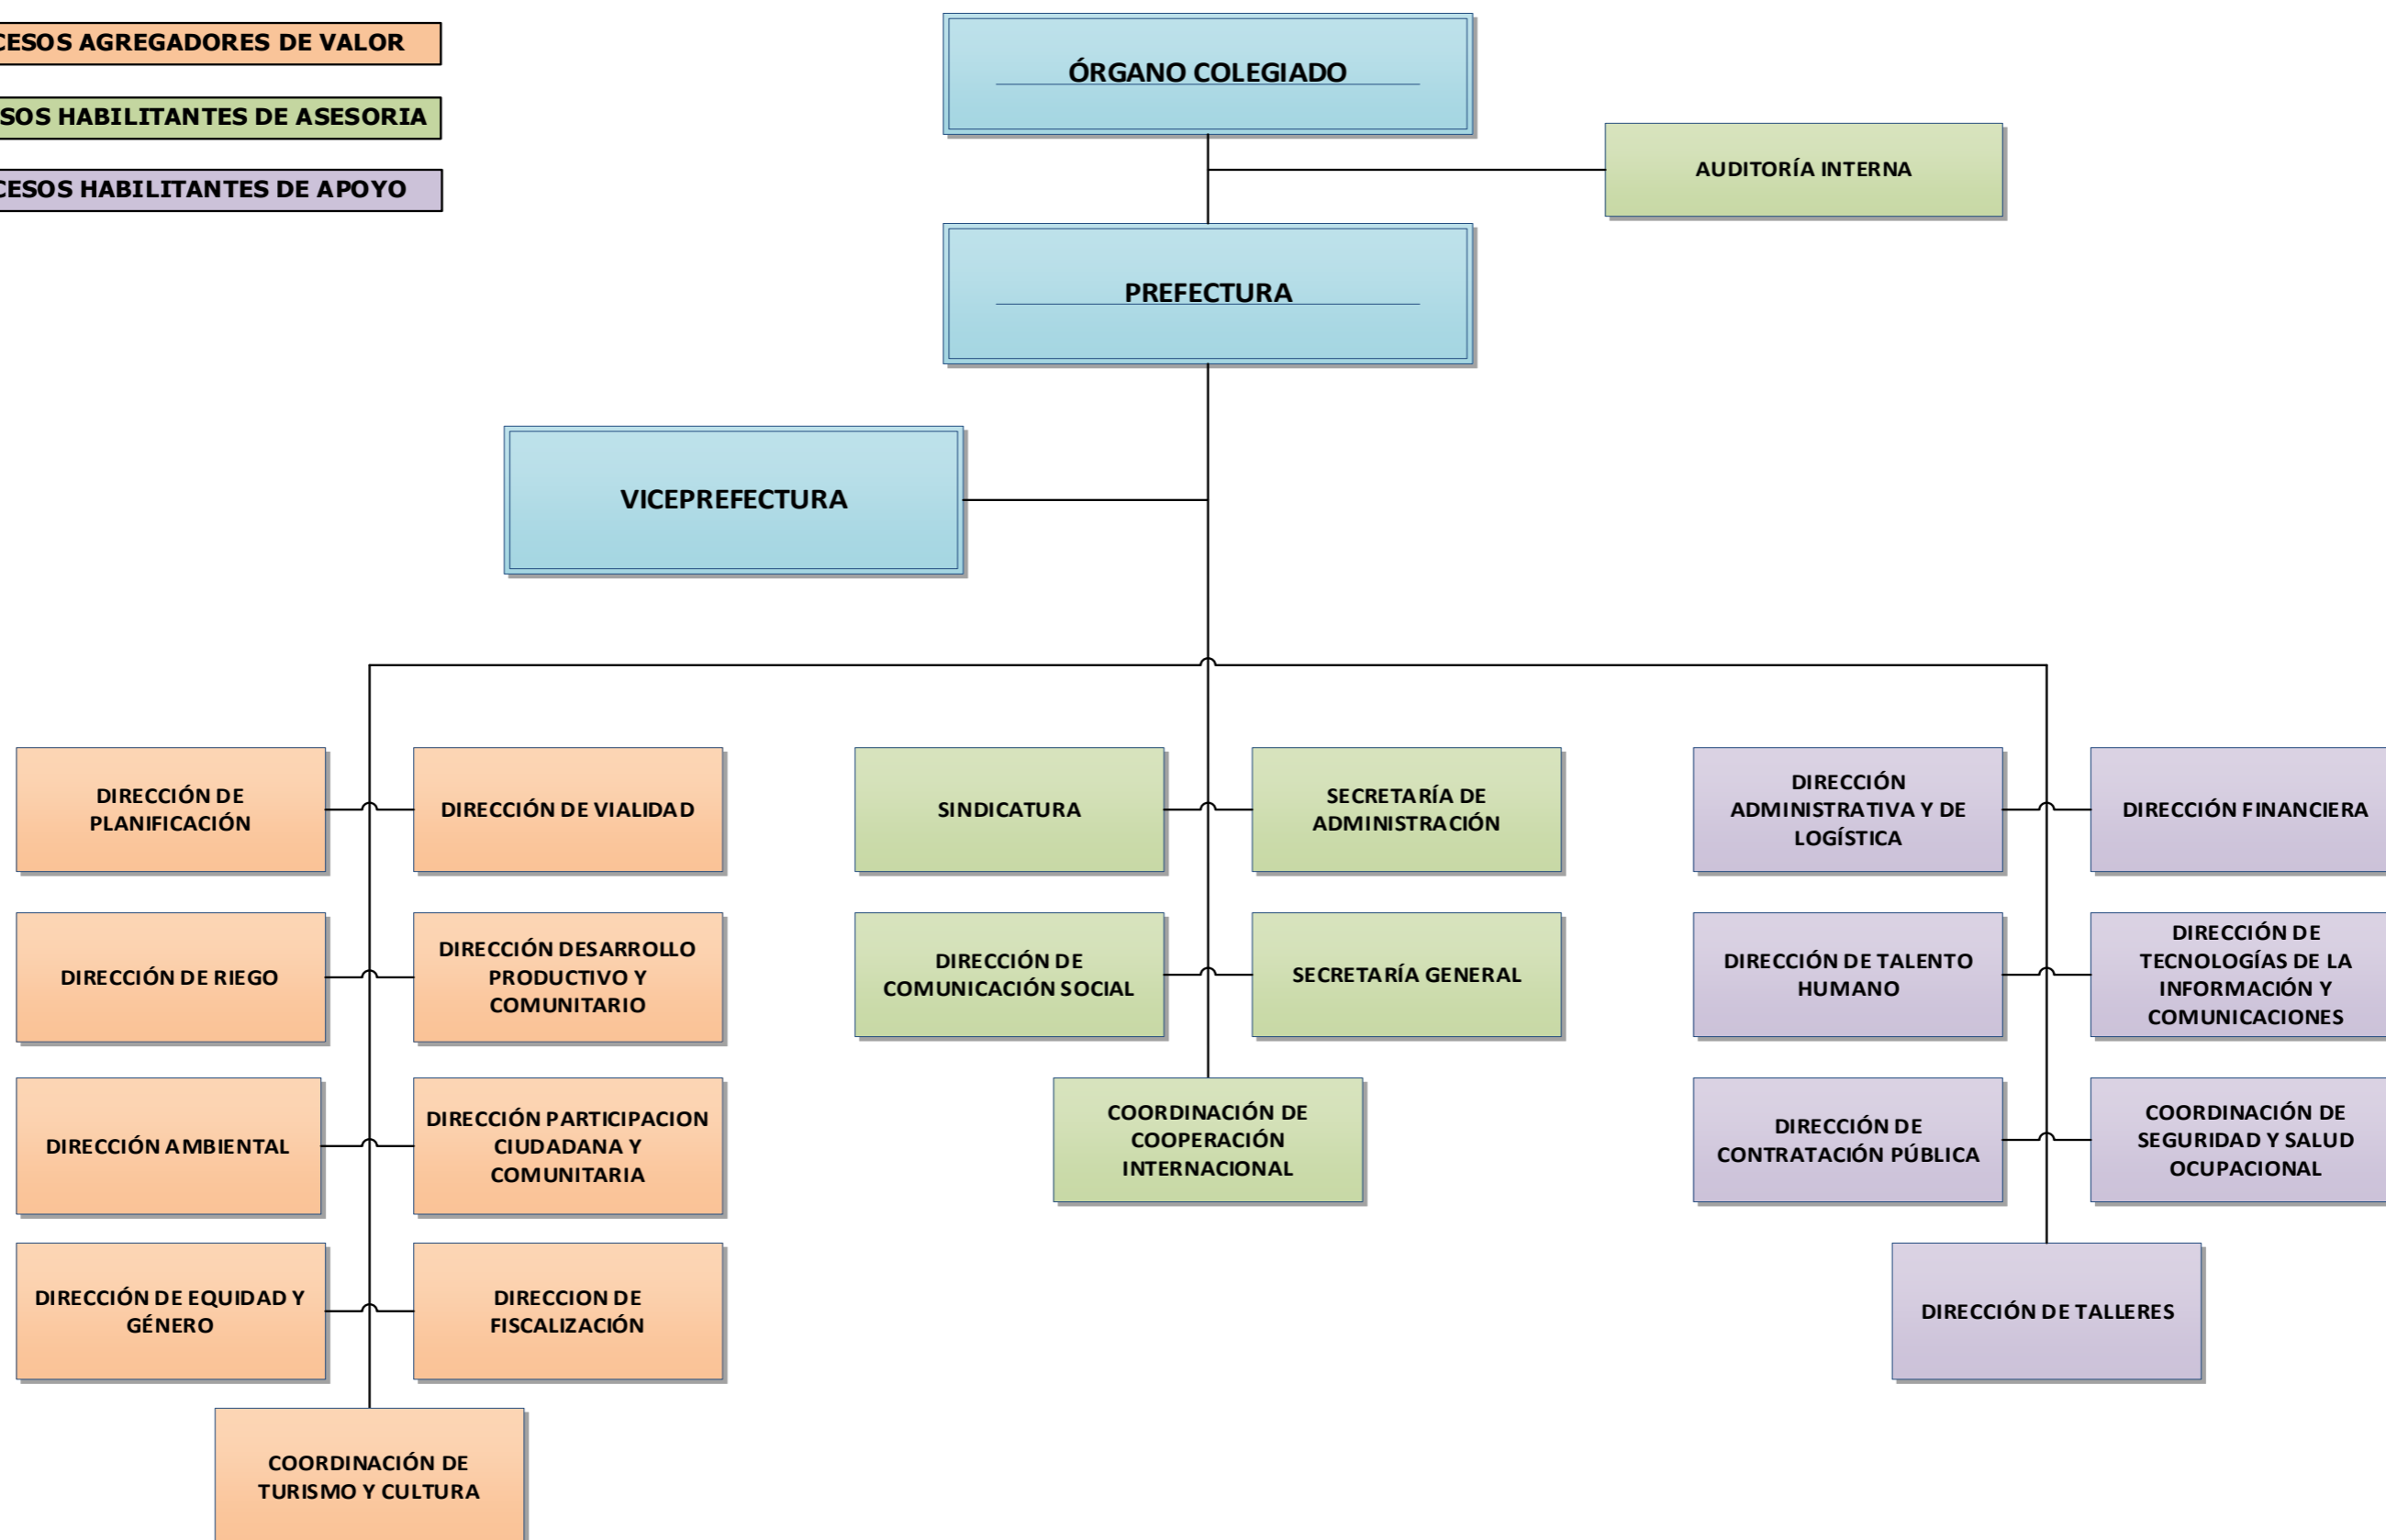 CESOS AGREGADORES DE VALOR
SOS HABILITANTES DE ASESORIA
CESOS HABILITANTES DE APOYO
ÓRGANO COLEGIADO
AUDITORÍA INTERNA
PREFECTURA
VICEPREFECTURA
DIRECCIÓN DE
PLANIFICACIÓN
DIRECCIÓN DE VIALIDAD
DIRECCIÓN DE RIEGO
DIRECCIÓN DESARROLLO
PRODUCTIVO Y
COMUNITARIO
DIRECCIÓN AMBIENTAL
DIRECCIÓN PARTICIPACION
CIUDADANA Y
COMUNITARIA
DIRECCIÓN DE EQUIDAD Y
GÉNERO
DIRECCION DE
FISCALIZACIÓN
COORDINACIÓN DE
TURISMO Y CULTURA
SINDICATURA
SECRETARÍA DE
ADMINISTRACIÓN
DIRECCIÓN DE
COMUNICACIÓN SOCIAL
SECRETARÍA GENERAL
COORDINACIÓN DE
COOPERACIÓN
INTERNACIONAL
DIRECCIÓN
ADMINISTRATIVA Y DE
LOGÍSTICA
DIRECCIÓN FINANCIERA
DIRECCIÓN DE TALENTO
HUMANO
DIRECCIÓN DE
TECNOLOGÍAS DE LA
INFORMACIÓN Y
COMUNICACIONES
DIRECCIÓN DE
CONTRATACIÓN PÚBLICA
COORDINACIÓN DE
SEGURIDAD Y SALUD
OCUPACIONAL
DIRECCIÓN DE TALLERES